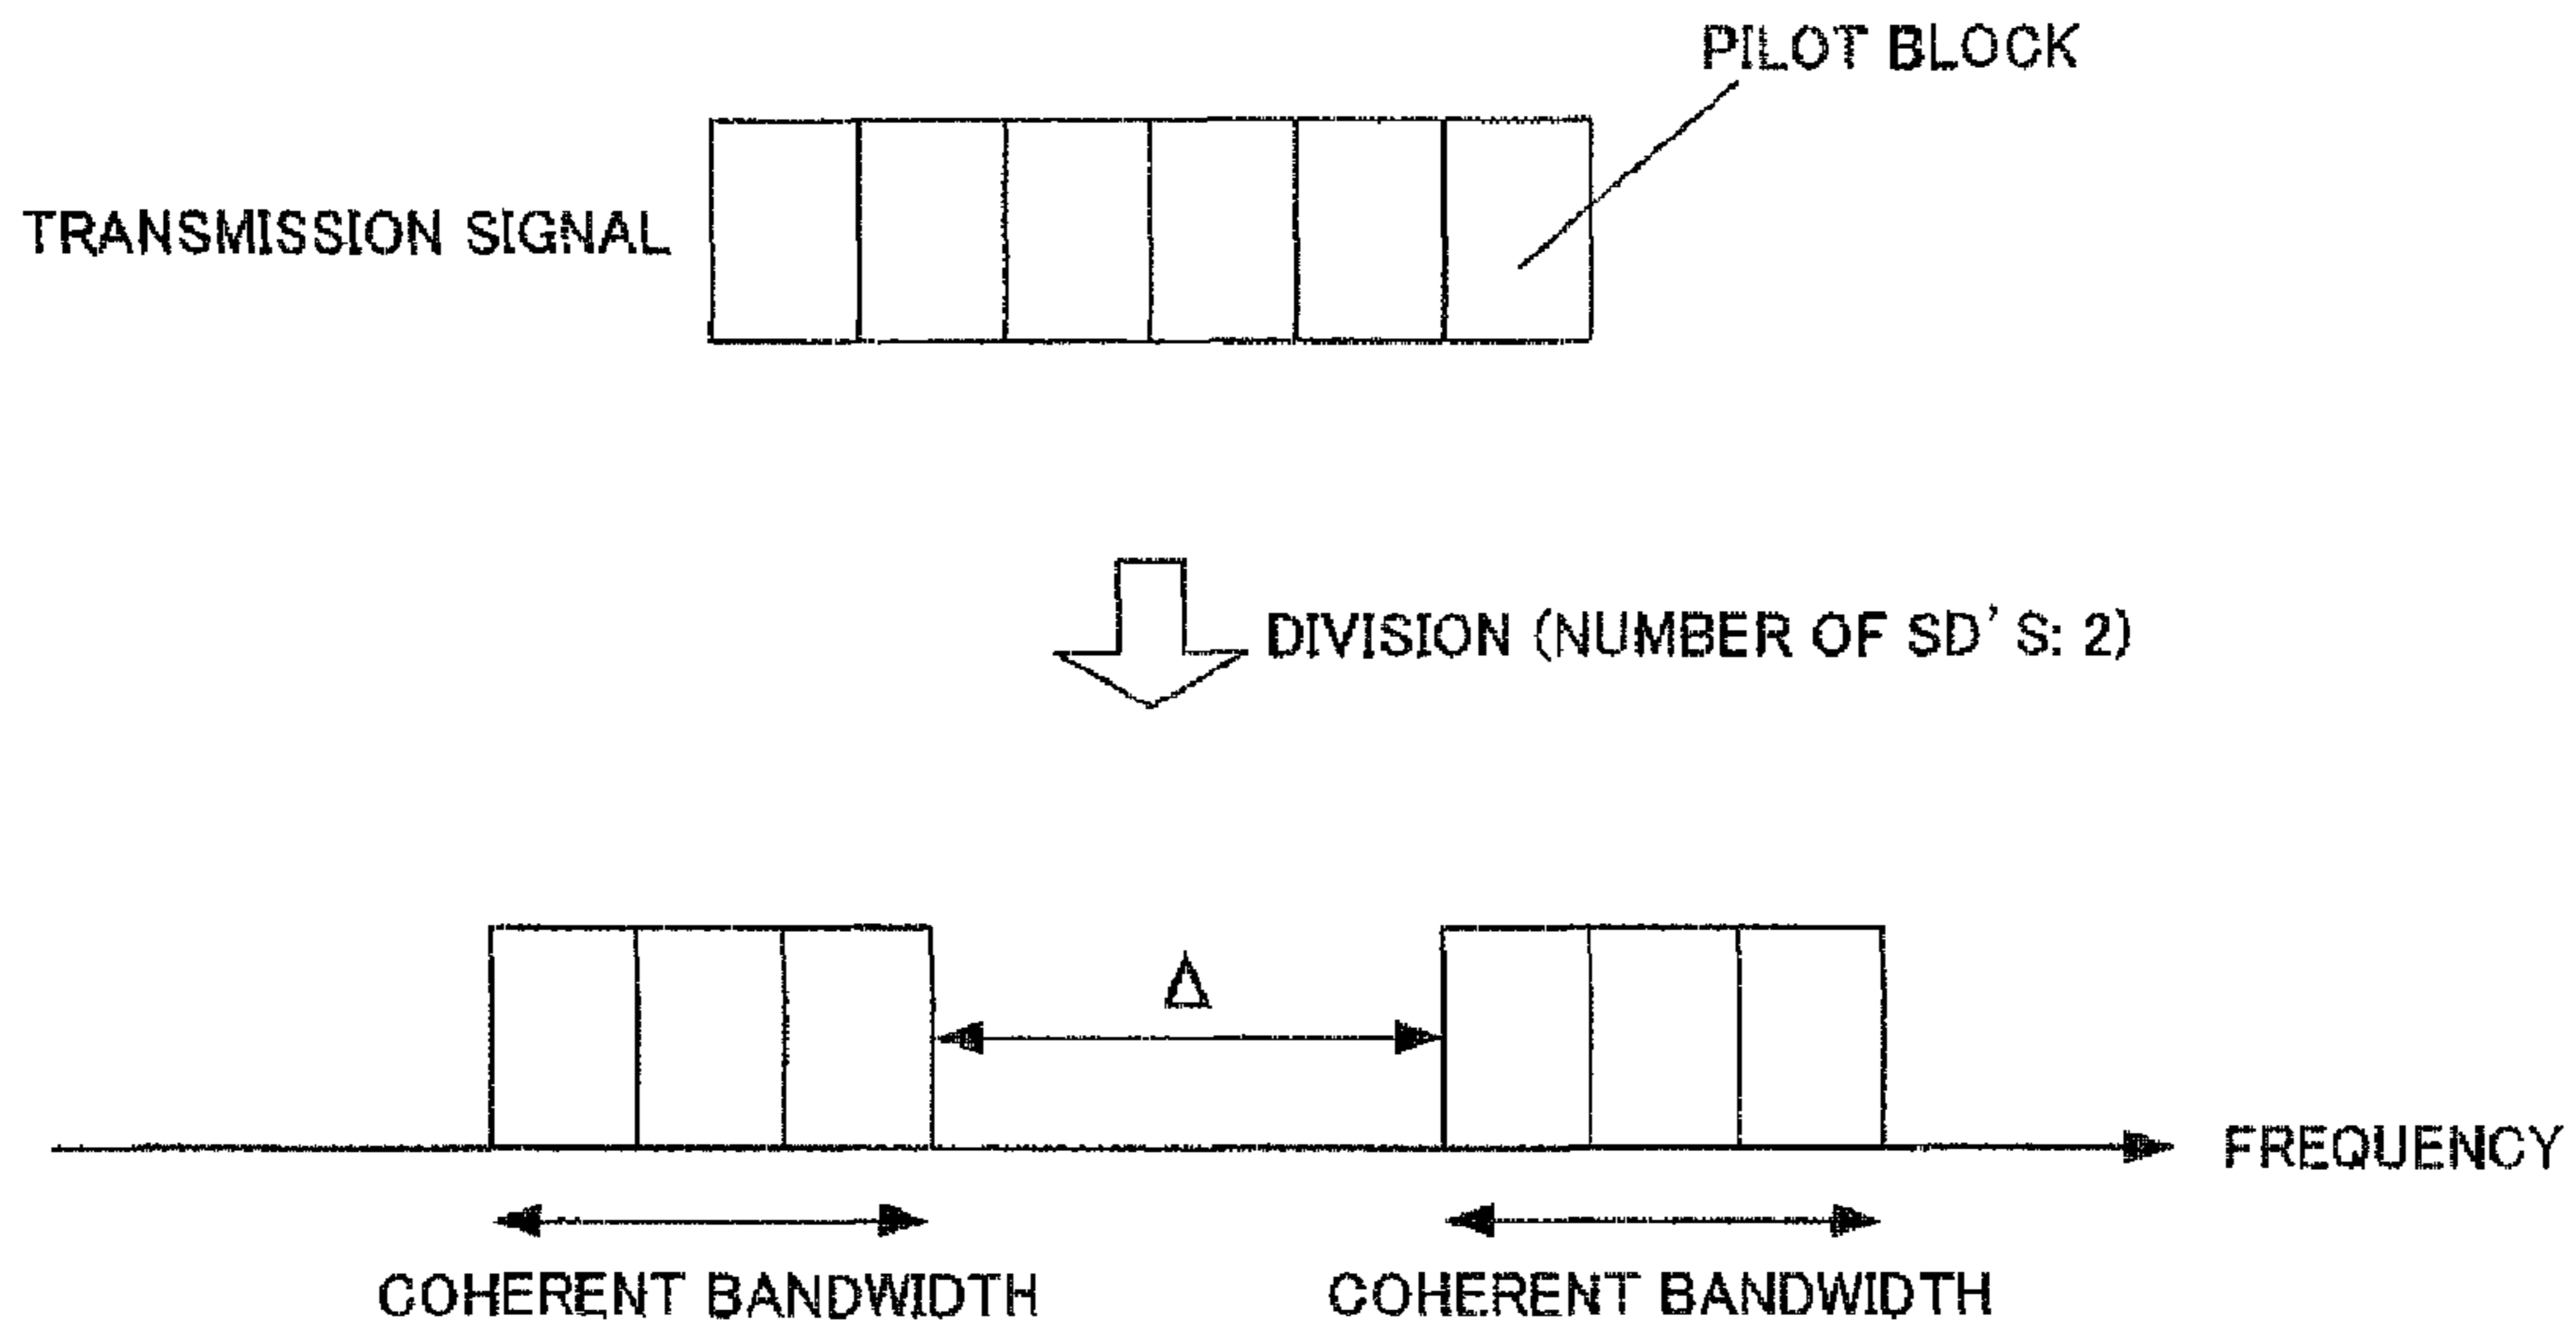 PILOT BLOCK
TRANSMISSION SIGNAL
DIVISION (NUMBER OF SD'S: 2)
Δ
FREQUENCY
COHERENT BANDWIDTH
COHERENT BANDWIDTH